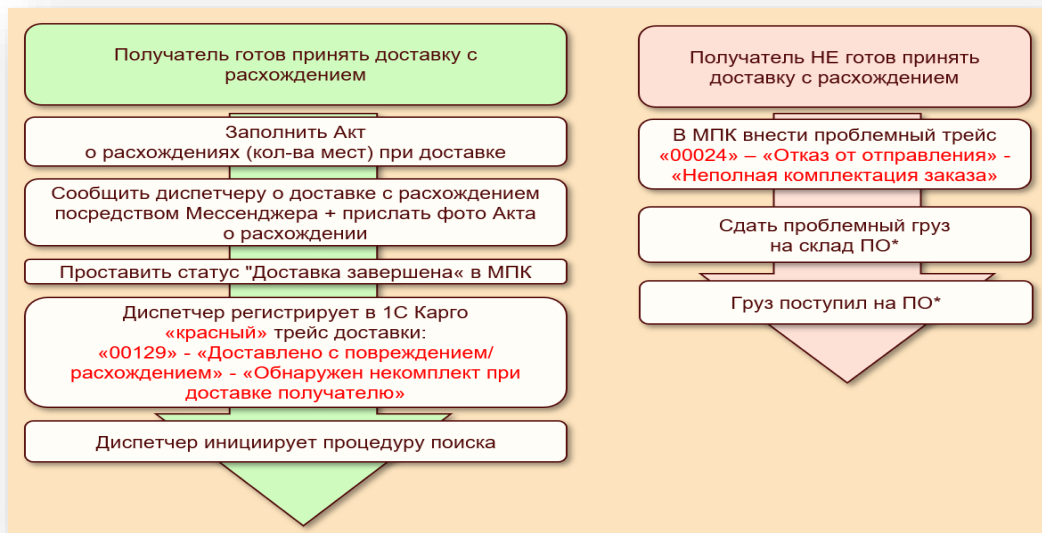 Получатель готов принять доставку с
расхождением
Заполнить Акт
о расхождениях (кол-ва мест) при доставке
Сообщить диспетчеру о доставке с расхождением
посредством Мессенджера + прислать фото Акта
о расхождении
Проставить статус "Доставка завершена« в МПК
Диспетчер регистрирует в 1С Карго
«красный» трейс доставки:
«00129» - «Доставлено с повреждением/
расхождением» - «Обнаружен некомплект при
доставке получателю»
Диспетчер инициирует процедуру поиска
Получатель НЕ готов принять
доставку с расхождением
В МПК внести проблемный трейс
«00024» – «Отказ от отправления» -
«Неполная комплектация заказа»
Сдать проблемный груз
на склад ПО*
Груз поступил на ПО*